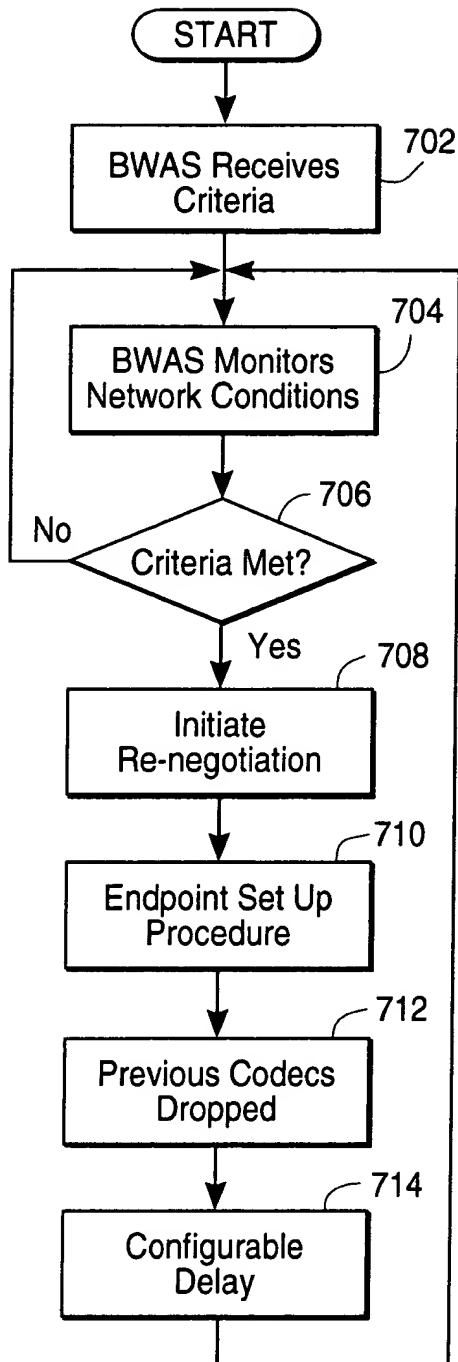 START
702
BWAS Receives
Criteria
704
BWAS Monitors
Network Conditions
706
No
Criteria Met?
Yes
708
Initiate
Re-negotiation
710
Endpoint Set Up
Procedure
712
Previous Codecs
Dropped
714
Configurable
Delay